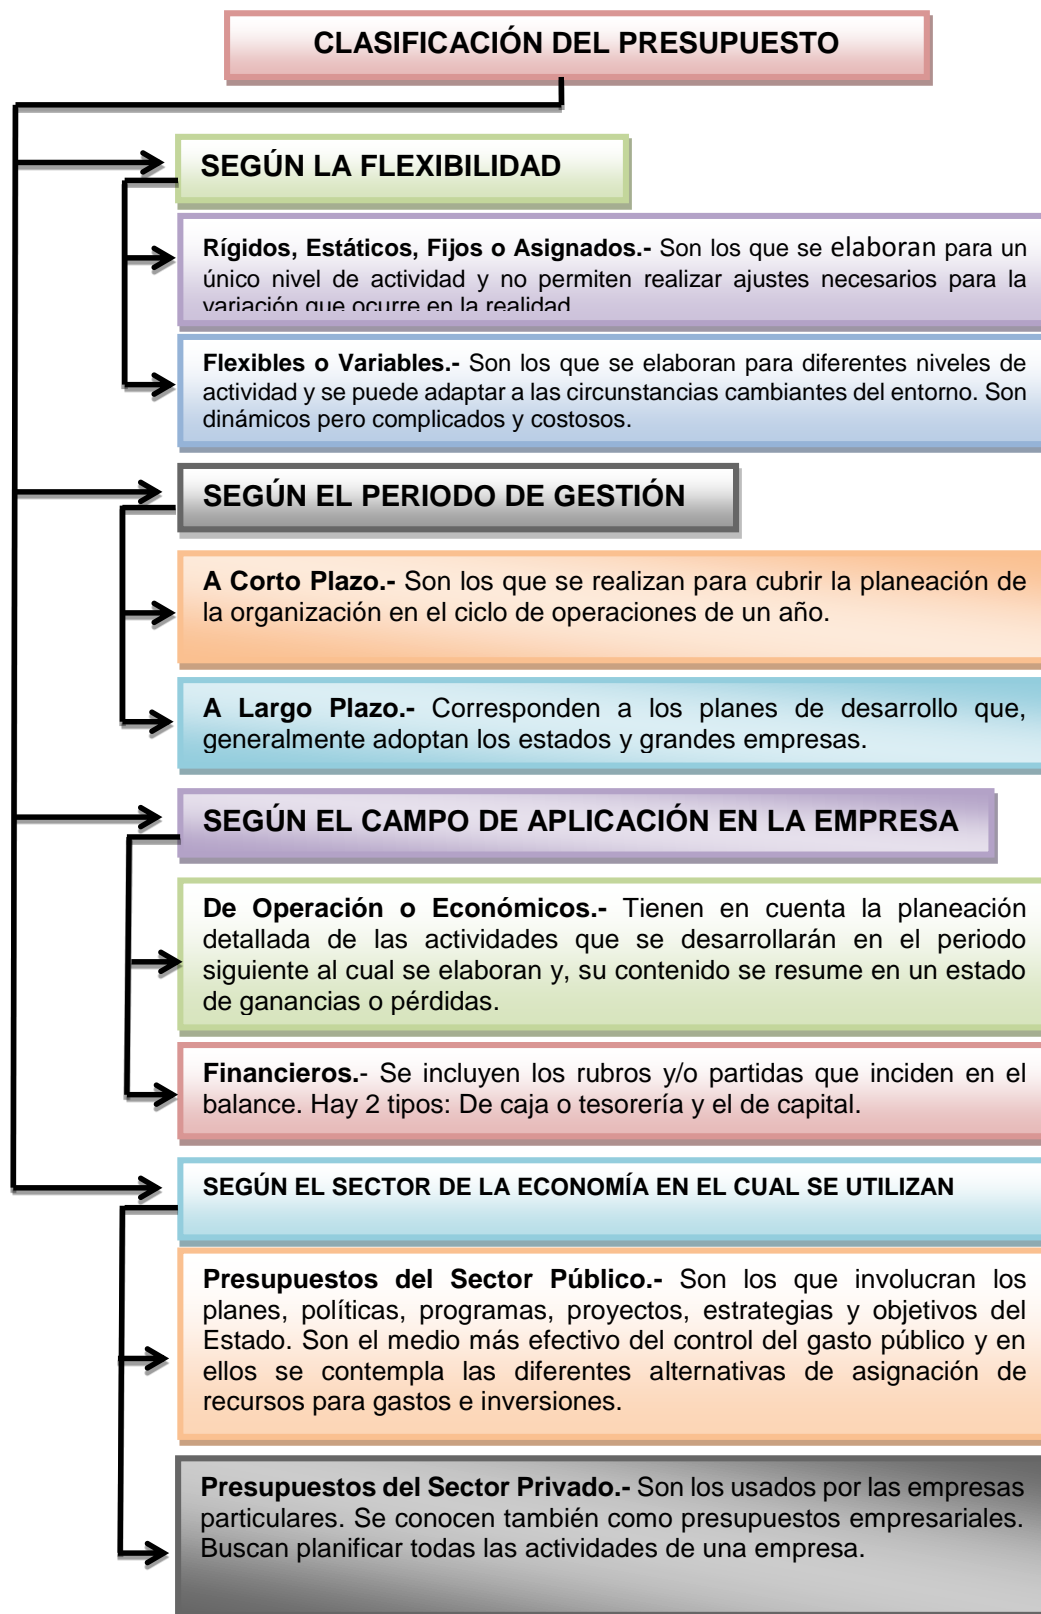 CLASIFICACIÓN DEL PRESUPUESTO
SEGÚN LA FLEXIBILIDAD
Rígidos, Estáticos, Fijos o Asignados.- Son los que se elaboran para un
único nivel de actividad y no permiten realizar ajustes necesarios para la
variación que ocurre en la realidad
Flexibles o Variables.- Son los que se elaboran para diferentes niveles de
actividad y se puede adaptar a las circunstancias cambiantes del entorno. Son
dinámicos pero complicados y costosos.
SEGÚN EL PERIODO DE GESTIÓN
A Corto Plazo.- Son los que se realizan para cubrir la planeación de
la organización en el ciclo de operaciones de un año.
A Largo Plazo.- Corresponden a los planes de desarrollo que,
generalmente adoptan los estados y grandes empresas.
SEGÚN EL CAMPO DE APLICACIÓN EN LA EMPRESA
De Operación o Económicos.- Tienen en cuenta la planeación
detallada de las actividades que se desarrollarán en el periodo
siguiente al cual se elaboran y, su contenido se resume en un estado
de ganancias o pérdidas.
Financieros.- Se incluyen los rubros y/o partidas que inciden en el
balance. Hay 2 tipos: De caja o tesorería y el de capital.
SEGÚN EL SECTOR DE LA ECONOMÍA EN EL CUAL SE UTILIZAN
Presupuestos del Sector Público.- Son los que involucran los
planes, políticas, programas, proyectos, estrategias y objetivos del
Estado. Son el medio más efectivo del control del gasto público y en
ellos se contempla las diferentes alternativas de asignación de
recursos para gastos e inversiones.
Presupuestos del Sector Privado.- Son los usados por las empresas
particulares. Se conocen también como presupuestos empresariales.
Buscan planificar todas las actividades de una empresa.